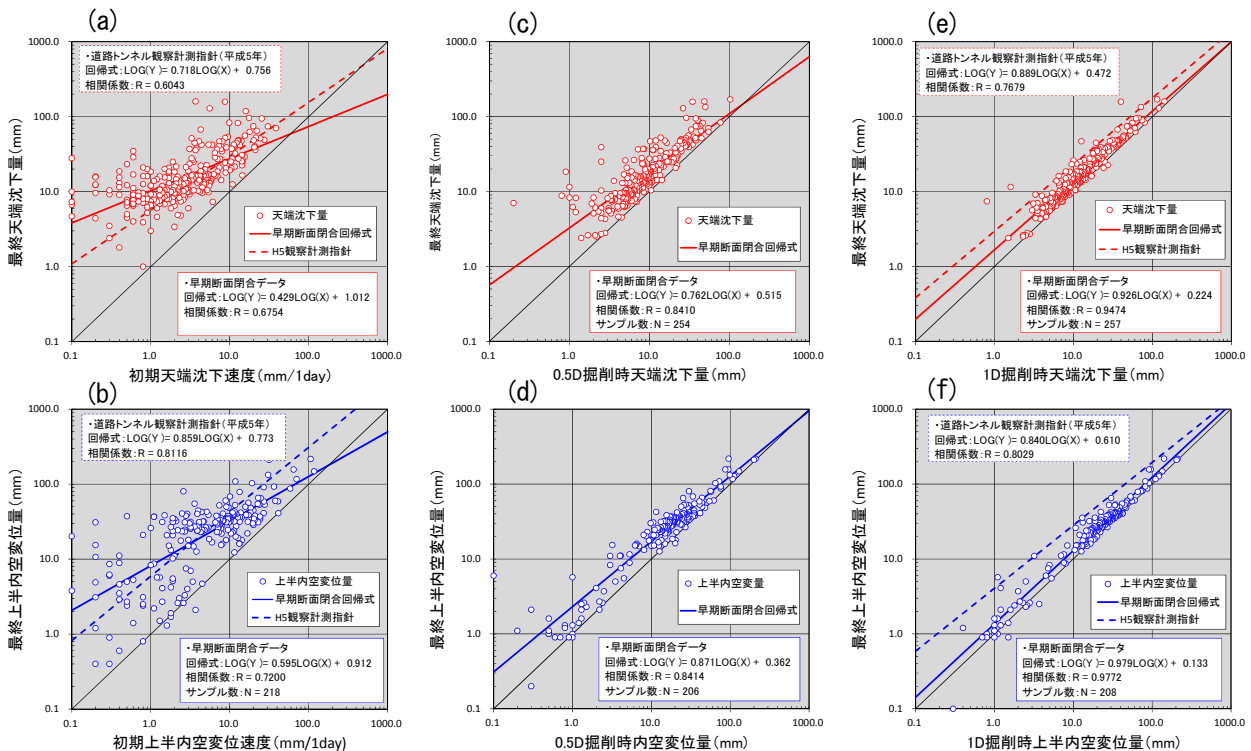 (a)
1000.0
100.0
10.0
1.0
0.1
0.1
1.0
10.0
100.0
1000.0
最終天端沈下量(mm)
初期天端沈下速度(mm/1day)
・道路トンネル観察計測指針(平成5年)
回帰式:LOG(Y)= 0.718LOG(X)+ 0.756
相関係数:R = 0.6043
天端沈下量
早期断面閉合回帰式
H5観察計測指針
・早期断面閉合データ
回帰式:LOG(Y)= 0.429LOG(X)+ 1.012
相関係数:R = 0.6754
(c)
1000.0
100.0
10.0
1.0
0.1
0.1
1.0
10.0
100.0
1000.0
最終天端沈下量(mm)
0.5D掘削時天端沈下量(mm)
天端沈下量
早期断面閉合回帰式
・早期断面閉合データ
回帰式:LOG(Y)= 0.762LOG(X)+ 0.515
相関係数:R = 0.8410
サンプル数:N = 254
(e)
1000.0
100.0
10.0
1.0
0.1
0.1
1.0
10.0
100.0
1000.0
最終天端沈下量(mm)
1D掘削時天端沈下量(mm)
・道路トンネル観察計測指針(平成5年)
回帰式:LOG(Y)= 0.889LOG(X)+ 0.472
相関係数:R = 0.7679
天端沈下量
早期断面閉合回帰式
H5観察計測指針
・早期断面閉合データ
回帰式:LOG(Y)= 0.926LOG(X)+ 0.224
相関係数:R = 0.9474
サンプル数:N = 257
(b)
1000.0
100.0
10.0
1.0
0.1
0.1
1.0
10.0
100.0
1000.0
最終上半内空変位量(mm)
初期上半内空変位速度(mm/1day)
・道路トンネル観察計測指針(平成5年)
回帰式:LOG(Y)= 0.859LOG(X)+ 0.773
相関係数:R = 0.8116
上半内空変位量
早期断面閉合回帰式
H5観察計測指針
・早期断面閉合データ
回帰式:LOG(Y)= 0.595LOG(X)+ 0.912
相関係数:R = 0.7200
サンプル数:N = 218
(d)
1000.0
100.0
10.0
1.0
0.1
0.1
1.0
10.0
100.0
1000.0
最終上半内空変位量(mm)
0.5D掘削時内空変位量(mm)
上半内空変量
早期断面閉合回帰式
・早期断面閉合データ
回帰式:LOG(Y)= 0.871LOG(X)+ 0.362
相関係数:R = 0.8414
サンプル数:N = 206
(f)
1000.0
100.0
10.0
1.0
0.1
0.1
1.0
10.0
100.0
1000.0
最終上半内空変位量(mm)
1D掘削時上半内空変位量(mm)
・道路トンネル観察計測指針(平成5年)
回帰式:LOG(Y)= 0.840LOG(X)+ 0.610
相関係数:R = 0.8029
上半内空変位量
早期断面閉合回帰式
H5観察計測指針
・早期断面閉合データ
回帰式:LOG(Y)= 0.979LOG(X)+ 0.133
相関係数:R = 0.9772
サンプル数:N = 208